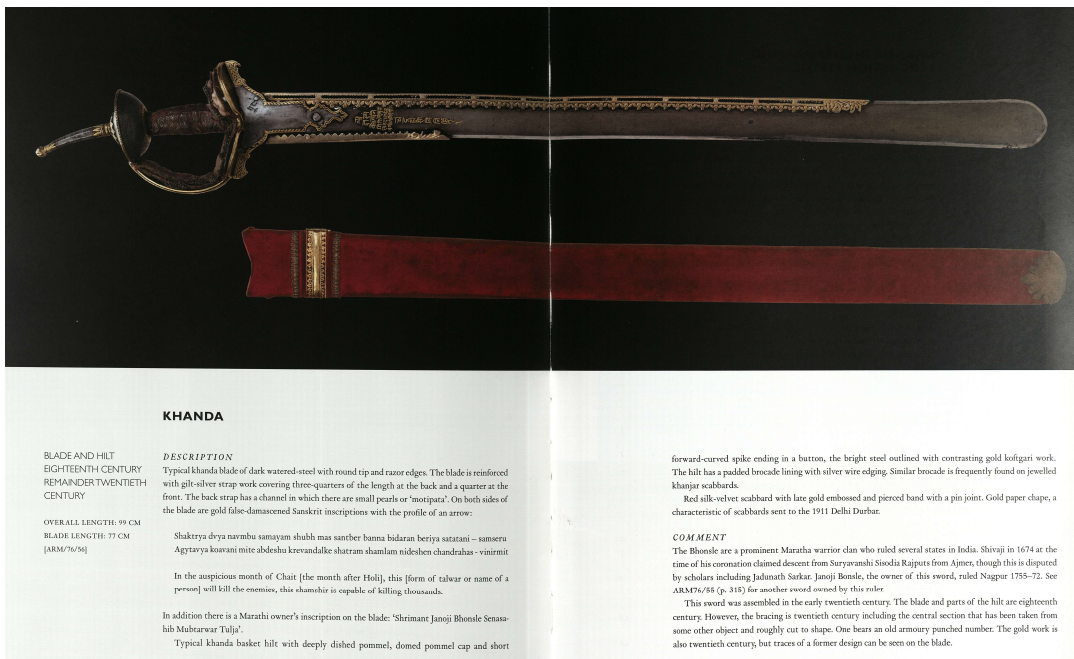 KHANDA
BLADE AND HILT
EIGHTEENTH CENTURY
REMAINDER TWENTIETH
CENTURY
OVERALL LENGTH: 99 CM
BLADE LENGTH: 77 CM
[ARM/76/56]
DESCRIPTION
Typical khanda blade of dark watered-steel with round tip and razor edges. The blade is reinforced
with gilt-silver strap work covering three-quarters of the length at the back and a quarter at the
front. The back strap has a channel in which there are small pearls or ‘motipata’. On both sides of
the blade are gold false-damascened Sanskrit inscriptions with the profile of an arrow:
Shaktrya dvya navmbu samayam shubh mas santber banna bidaran beriya satatani – samseru
Agytavya koavani mite abdeshu krevandalke shatram shamlam nideshen chandrahas - vinirmit
In the auspicious month of Chait [the month after Holi], this [form of talwar or name of a
person] will kill the enemies, this shamshir is capable of killing thousands.
In addition there is a Marathi owner’s inscription on the blade: ‘Shrimant Janoji Bhonsle Senasa-
hib Mubtarwar Tulja’.
Typical khanda basket hilt with deeply dished pommel, domed pommel cap and short
forward-curved spike ending in a button, the bright steel outlined with contrasting gold koftgari work.
The hilt has a padded brocade lining with silver wire edging. Similar brocade is frequently found on jewelled
khanjar scabbards.
Red silk-velvet scabbard with late gold embossed and pierced band with a pin joint. Gold paper chape, a
characteristic of scabbards sent to the 1911 Delhi Durbar.
COMMENT
The Bhonsle are a prominent Maratha warrior clan who ruled several states in India. Shivaji in 1674 at the
time of his coronation claimed descent from Suryavanshi Sisodia Rajputs from Ajmer, though this is disputed
by scholars including Jadunath Sarkar. Janoji Bonsle, the owner of this sword, ruled Nagpur 1755–72. See
ARM76/55 (p. 315) for another sword owned by this ruler.
This sword was assembled in the early twentieth century. The blade and parts of the hilt are eighteenth
century. However, the bracing is twentieth century including the central section that has been taken from
some other object and roughly cut to shape. One bears an old armoury punched number. The gold work is
also twentieth century, but traces of a former design can be seen on the blade.